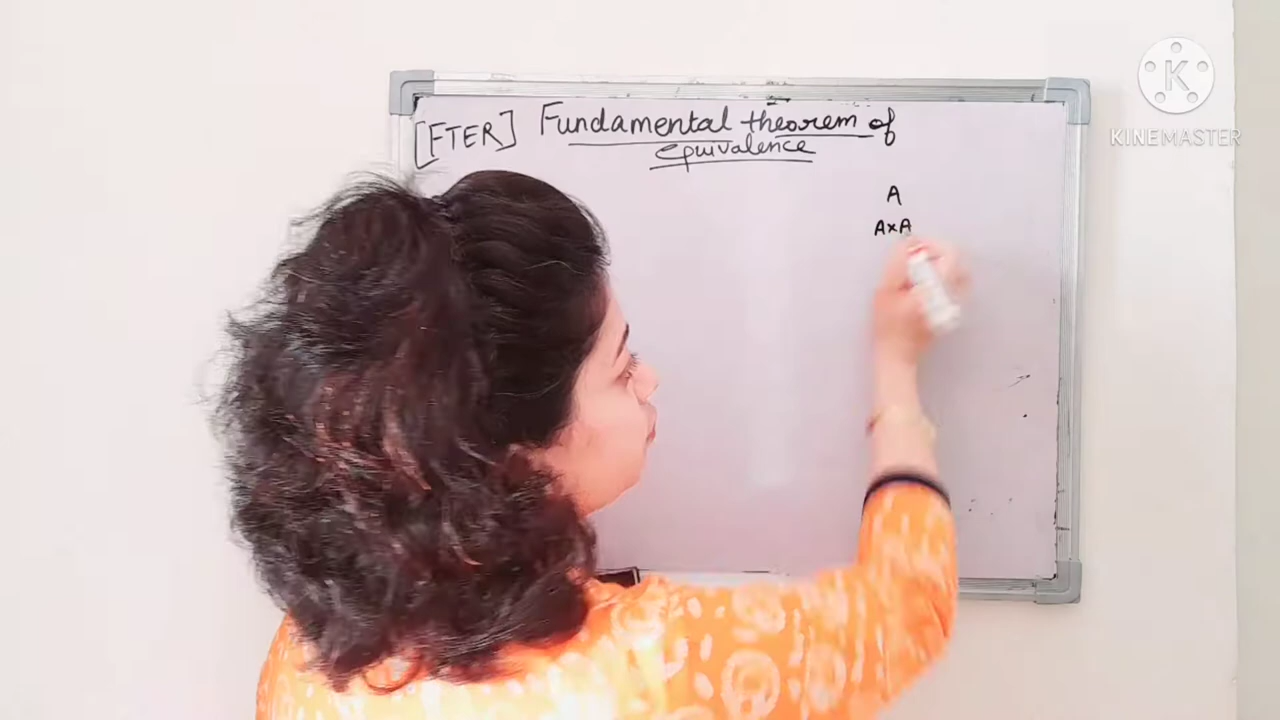 [FTER] Fundamental theorem of
equivalence
A
A×A
K
KINEMASTER